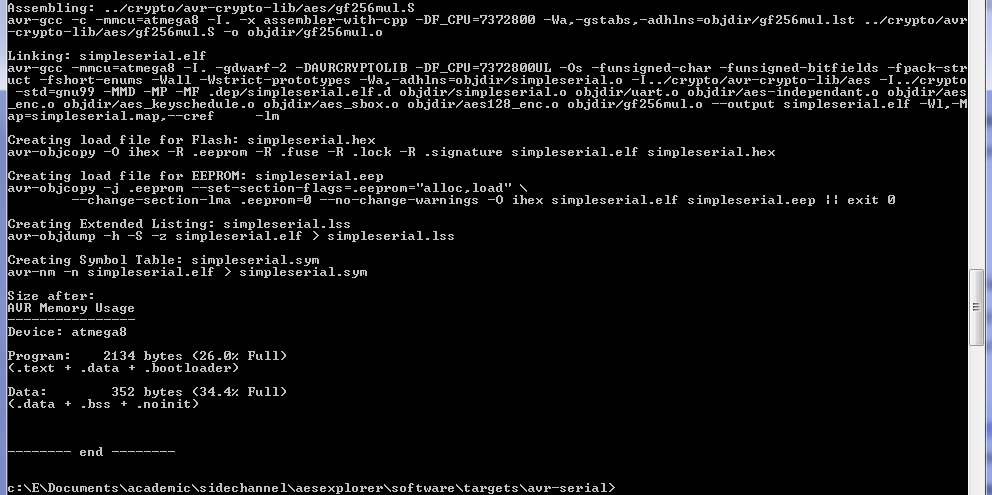 Assembling: ../crypto/avr-crypto-lib/aes/gf256mul.S
avr-gcc -c -mmcu=atmega8 -I. -x assembler-with-cpp -DF_CPU=7372800 -Wa,-gstabs,-adhlns=objdir/gf256mul.lst ../crypto/avr
-crypto-lib/aes/gf256mul.S -o objdir/gf256mul.o
Linking: simpleserial.elf
avr-gcc -mmcu=atmega8 -I. -gdwarf-2 -DAVRCRYPTOLIB -DF_CPU=7372800UL -Os -funsigned-char -funsigned-bitfields -fpack-str
uct -fshort-enums -Wall -Wstrict-prototypes -Wa,-adhlns=objdir/simpleserial.o -I../crypto/avr-crypto-lib/aes -I../crypto
 -std=gnu99 -MMD -MP -MF .dep/simpleserial.elf.d objdir/simpleserial.o objdir/uart.o objdir/aes-independant.o objdir/aes
_enc.o objdir/aes_keyschedule.o objdir/aes_sbox.o objdir/aes128_enc.o objdir/gf256mul.o --output simpleserial.elf -Wl,-M
ap=simpleserial.map,--cref     -lm
Creating load file for Flash: simpleserial.hex
avr-objcopy -O ihex -R .eeprom -R .fuse -R .lock -R .signature simpleserial.elf simpleserial.hex
Creating load file for EEPROM: simpleserial.eep
avr-objcopy -j .eeprom --set-section-flags=.eeprom="alloc,load" \
        --change-section-lma .eeprom=0 --no-change-warnings -O ihex simpleserial.elf simpleserial.eep || exit 0
Creating Extended Listing: simpleserial.lss
avr-objdump -h -S -z simpleserial.elf > simpleserial.lss
Creating Symbol Table: simpleserial.sym
avr-nm -n simpleserial.elf > simpleserial.sym
Size after:
AVR Memory Usage
----------------
Device: atmega8
Program:    2134 bytes (26.0% Full)
(.text + .data + .bootloader)
Data:        352 bytes (34.4% Full)
(.data + .bss + .noinit)
-------- end --------
c:\E\Documents\academic\sidechannel\aesexplorer\software\targets\avr-serial>